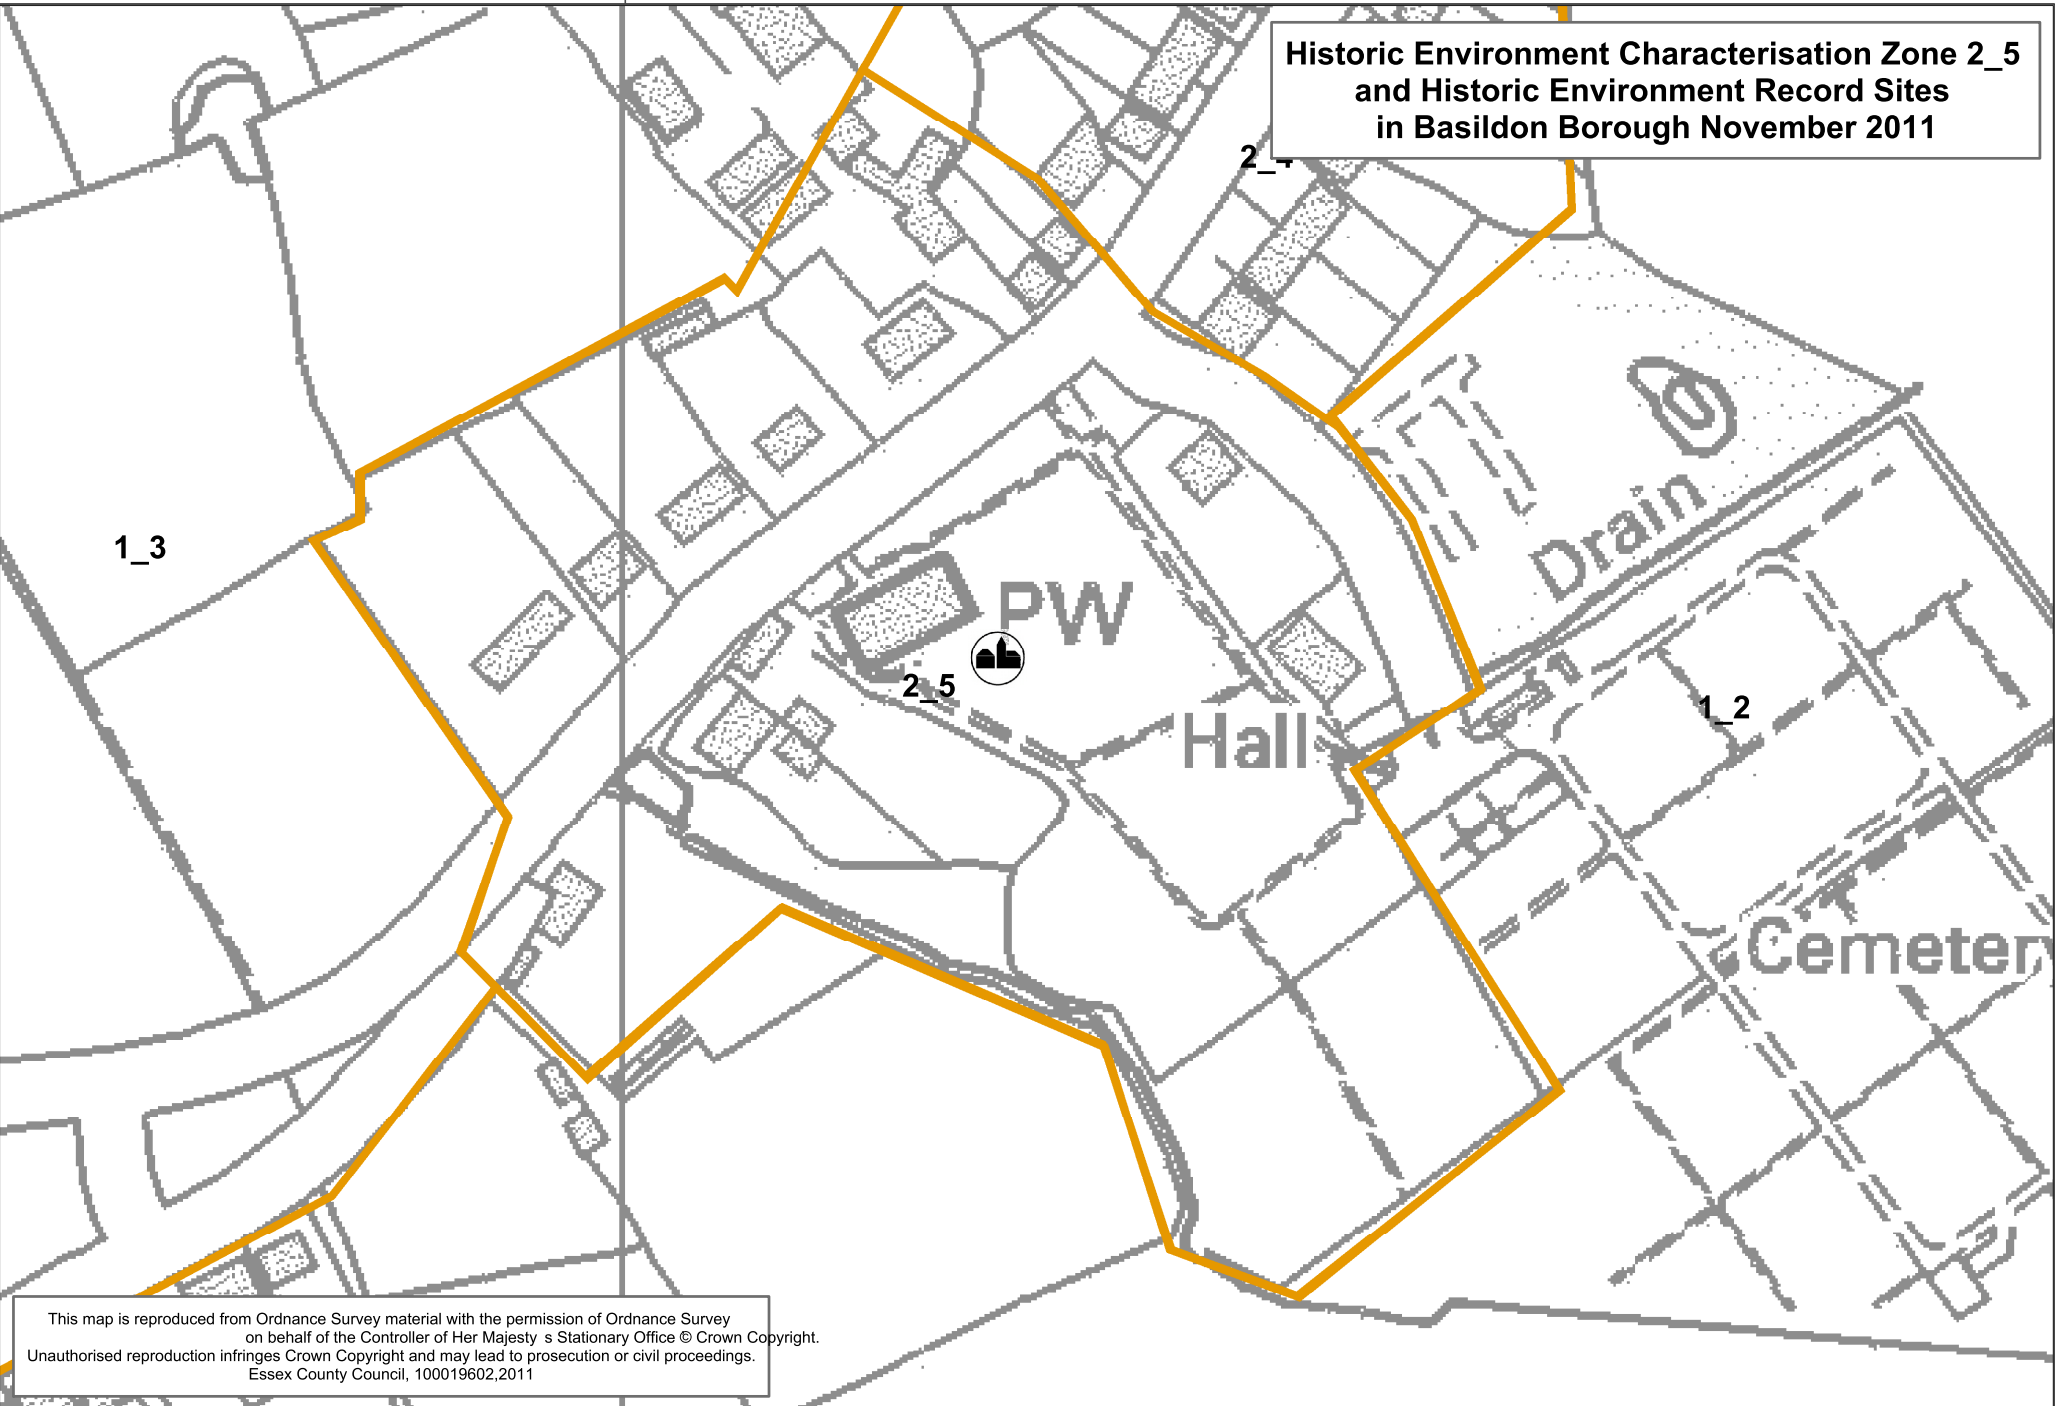 Historic Environment Characterisation Zone 2_5
and Historic Environment Record Sites
in Basildon Borough November 2011
2_4
1_3
Drain
PW
2_5
1_2
Hall
Cemeter
This map is reproduced from Ordnance Survey material with the permission of Ordnance Survey
on behalf of the Controller of Her Majesty s Stationary Office © Crown Copyright.
Unauthorised reproduction infringes Crown Copyright and may lead to prosecution or civil proceedings.
Essex County Council, 100019602,2011